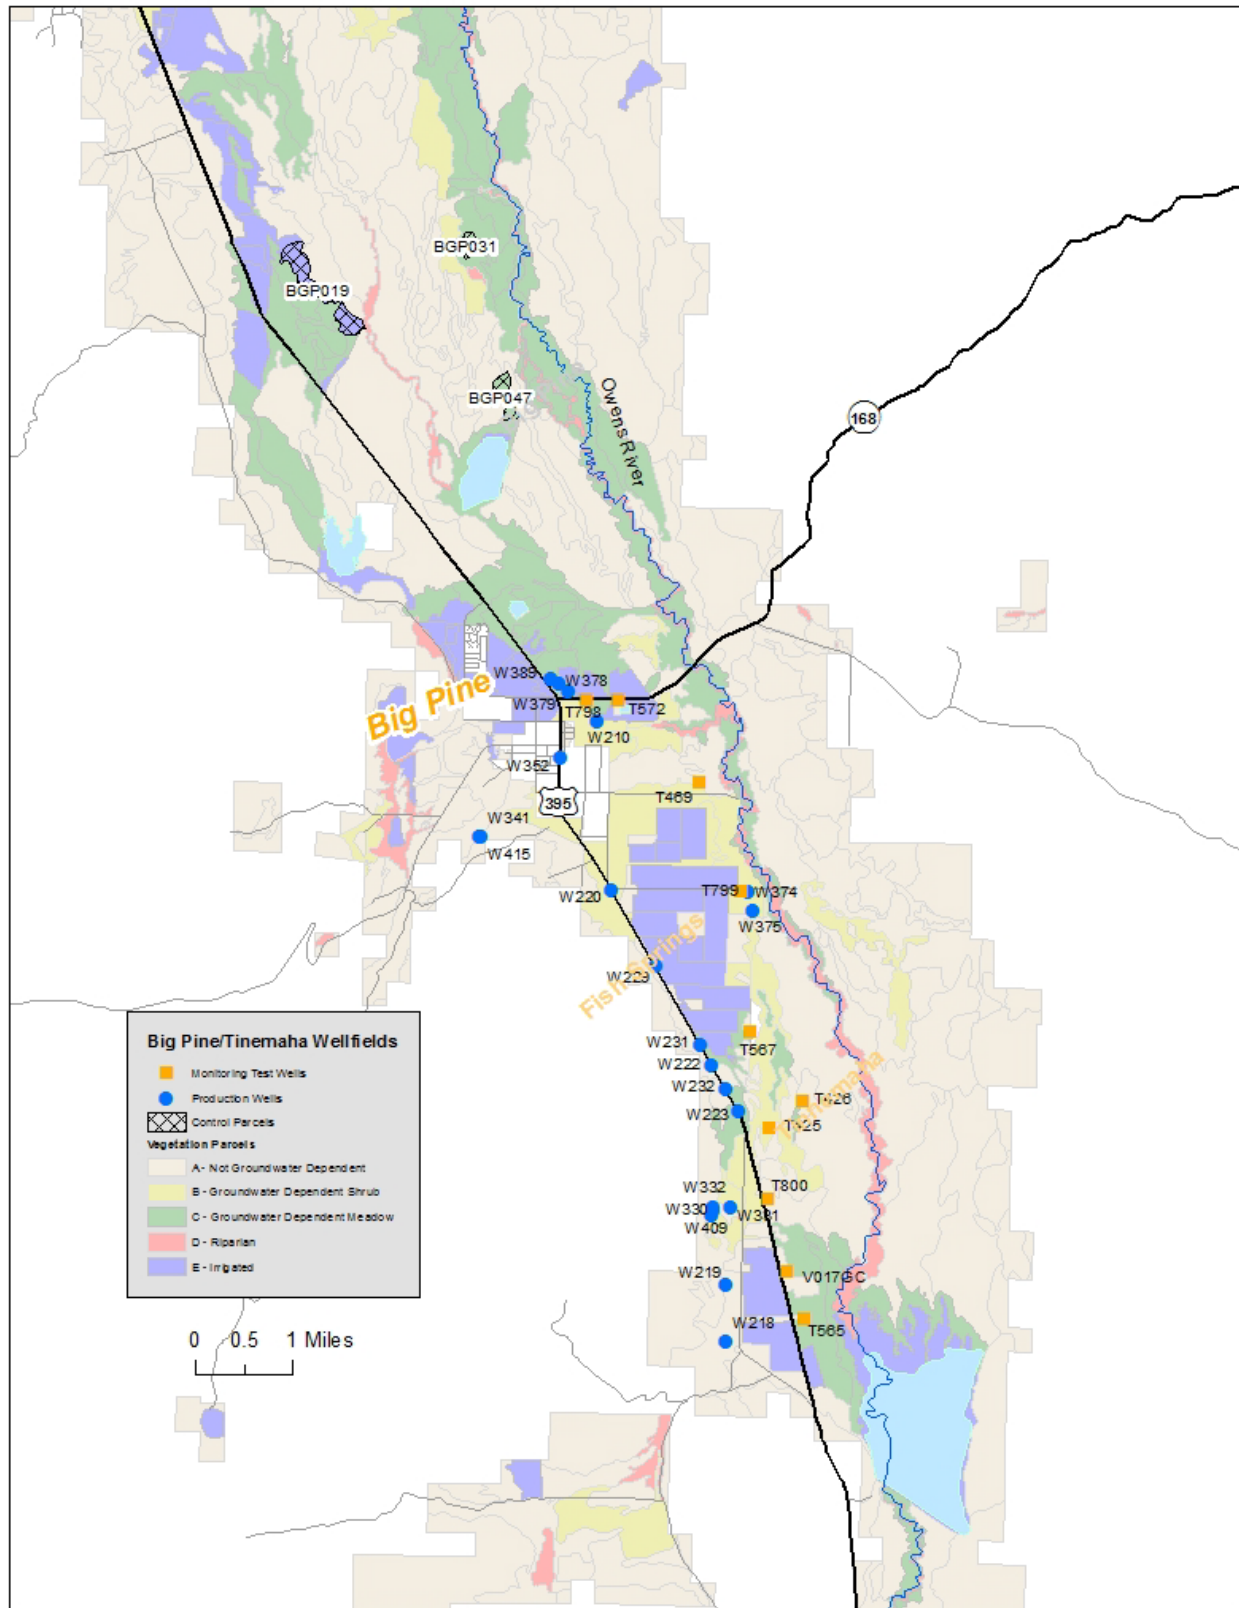 BGP031
BGP019
BGP047
Owens River
168
W389
W378
Big Pine
W379
T798
T572
W210
W352
T469
395
W341
W415
T799
W374
W220
W375
Fish Springs
W229
W231
T567
W222
W232
Tinemaha
T426
W223
T425
W332
T800
W330
W331
W409
W219
V017GC
W218
T565
Big Pine/Tinemaha Wellfields
Monitoring Test Wells
Production Wells
Control Parcels
Vegetation Parcels
A - Not Groundwater Dependent
B - Groundwater Dependent Shrub
C - Groundwater Dependent Meadow
D - Riparian
E - Irrigated
0 0.5 1 Miles